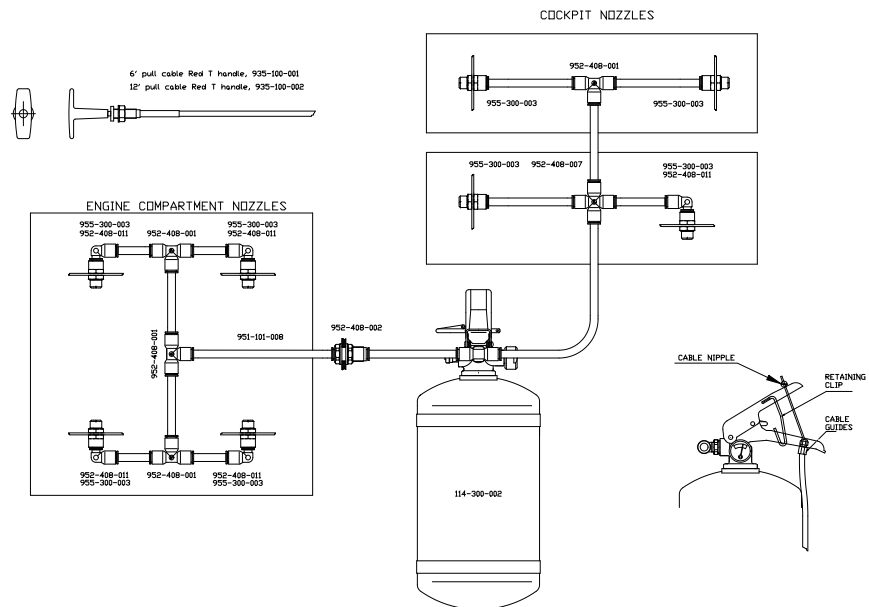 COCKPIT NOZZLES
6' pull cable Red T handle, 935-100-001
12' pull cable Red T handle, 935-100-002
952-408-001
955-300-003
955-300-003
955-300-003
952-408-007
955-300-003
952-408-011
ENGINE COMPARTMENT NOZZLES
955-300-003
952-408-011
952-408-001
955-300-003
952-408-011
952-408-001
951-101-008
952-408-002
952-408-011
955-300-003
952-408-001
952-408-011
955-300-003
114-300-002
CABLE NIPPLE
RETAINING
CLIP
CABLE
GUIDES